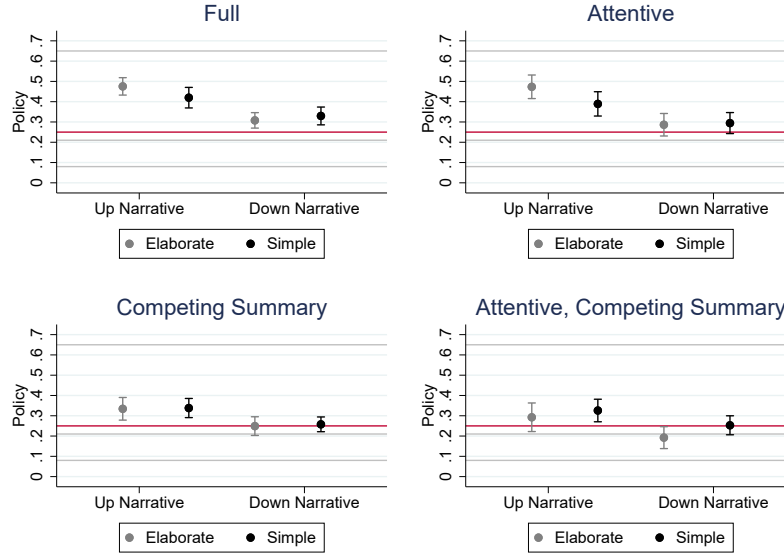 Full
Policy
.7
.6
.5
.4
.3
.2
.1
0
Up Narrative Down Narrative
Elaborate Simple
Attentive
Policy
.7
.6
.5
.4
.3
.2
.1
0
Up Narrative Down Narrative
Elaborate Simple
Competing Summary
Policy
.7
.6
.5
.4
.3
.2
.1
0
Up Narrative Down Narrative
Elaborate Simple
Attentive, Competing Summary
Policy
.7
.6
.5
.4
.3
.2
.1
0
Up Narrative Down Narrative
Elaborate Simple